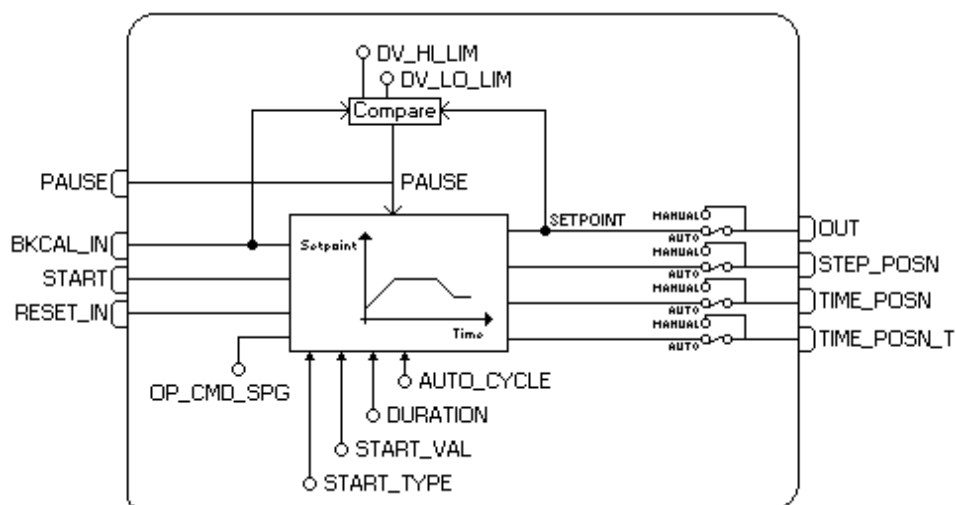 DV_HI_LIM
DV_LO_LIM
Compare
PAUSE
PAUSE
BKCAL_IN
START
RESET_IN
Setpoint
Time
SETPOINT
MANUAL
AUTO
OUT
MANUAL
AUTO
STEP_POSN
MANUAL
AUTO
TIME_POSN
MANUAL
AUTO
TIME_POSN_T
OP_CMD_SPG
AUTO_CYCLE
DURATION
START_VAL
START_TYPE